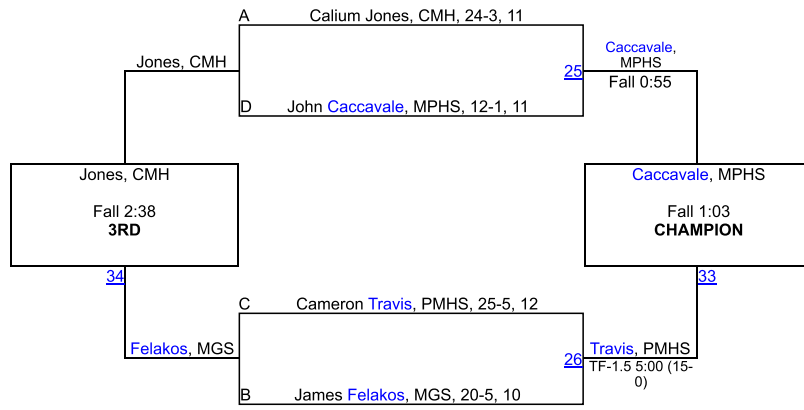 A
Calium Jones, CMH, 24-3, 11
Jones, CMH
25
Caccavale,
MPHS
Fall 0:55
D
John Caccavale, MPHS, 12-1, 11
Jones, CMH
Fall 2:38
3RD
34
Caccavale, MPHS
Fall 1:03
CHAMPION
33
C
Cameron Travis, PMHS, 25-5, 12
Felakos, MGS
26
Travis, PMHS
TF-1.5 5:00 (15-
0)
B
James Felakos, MGS, 20-5, 10